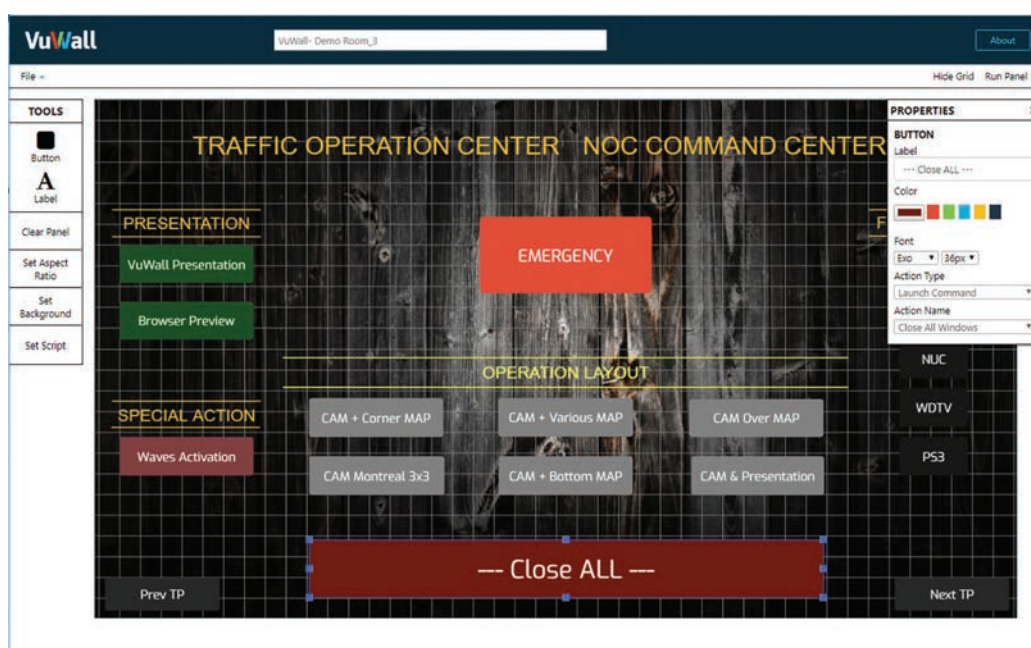 VuWall
VuWall- Demo Room_3
About
File
Hide Grid Run Panel
TOOLS
Button
A
Label
Clear Panel
Set Aspect
Ratio
Set
Background
Set Script
TRAFFIC OPERATION CENTER NOC COMMAND CENTER
PRESENTATION
VuWall Presentation
Browser Preview
EMERGENCY
F
OPERATION LAYOUT
SPECIAL ACTION
Waves Activation
CAM + Corner MAP
CAM + Various MAP
CAM Over MAP
CAM Montreal 3x3
CAM + Bottom MAP
CAM & Presentation
NUC
WDTV
PS3
--- Close ALL ---
Prev TP
Next TP
PROPERTIES
BUTTON
Label
--- Close ALL ---
Color
Font
Exo 36px
Action Type
Launch Command
Action Name
Close All Windows